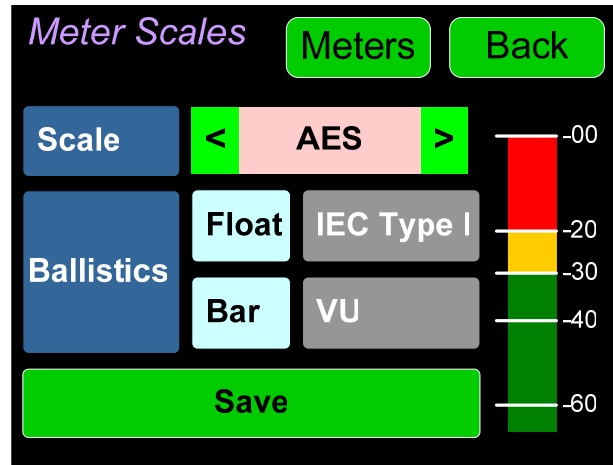 Meter Scales
Meters
Back
Scale
<
AES
>
Ballistics
Float
IEC Type I
Bar
VU
Save
-00
-20
-30
-40
-60